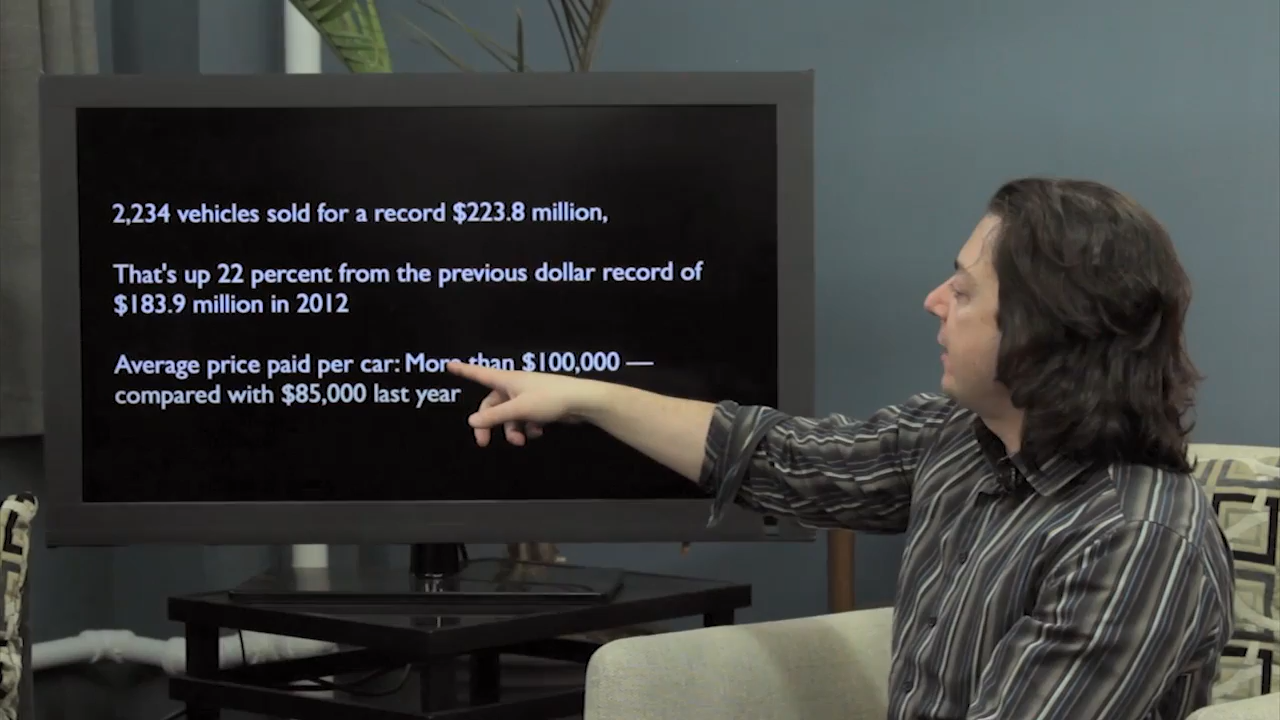 2,234 vehicles sold for a record $223.8 million,
That's up 22 percent from the previous dollar record of
$183.9 million in 2012
Average price paid per car: More than $100,000 —
compared with $85,000 last year